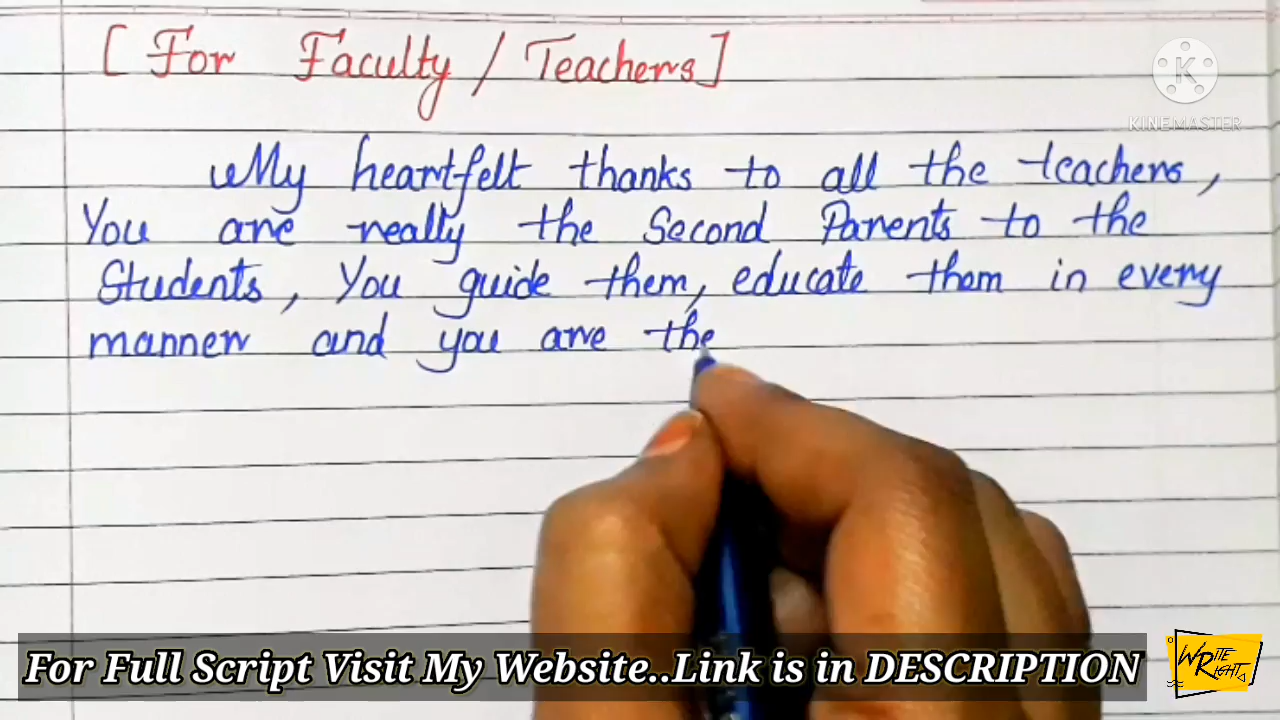 [For Faculty / Teachers]
KINEMASTER
My heartfelt thanks to all the teachers,
You are really the Second Parents to the
Students, You guide them, educate them in every
manner and you are the
For Full Script Visit My Website..Link is in DESCRIPTION
WRITE
RIGHT